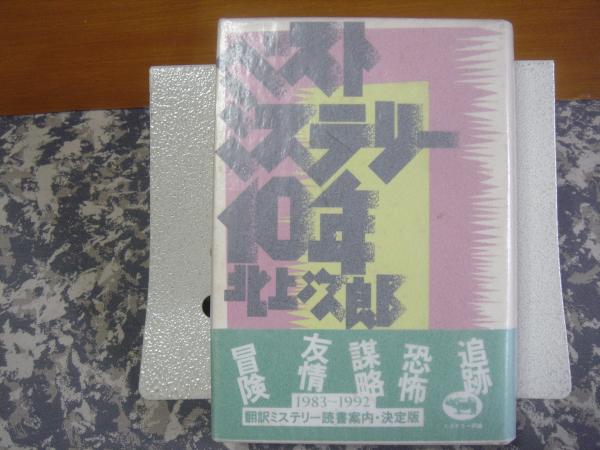 ベスト
ミステリー
10年
北上次郎
冒険
友情
謀略
恐怖
追跡
1983〜1992
翻訳ミステリー読書案内・決定版